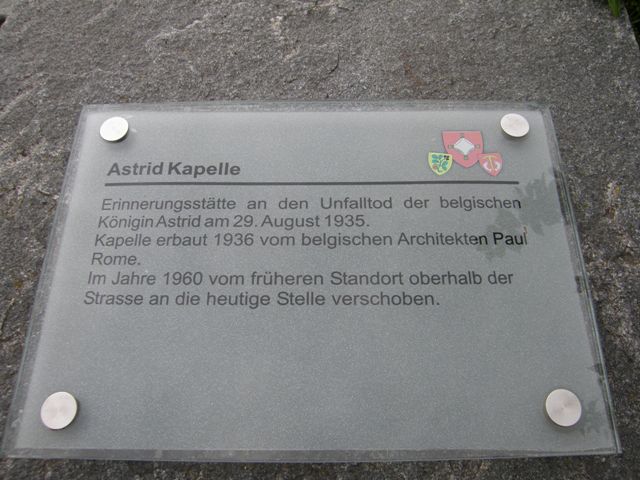 Astrid Kapelle
Erinnerungsstätte an den Unfalltod der belgischen
Königin Astrid am 29. August 1935.
Kapelle erbaut 1936 vom belgischen Architekten Paul
Rome.
Im Jahre 1960 vom früheren Standort oberhalb der
Strasse an die heutige Stelle verschoben.